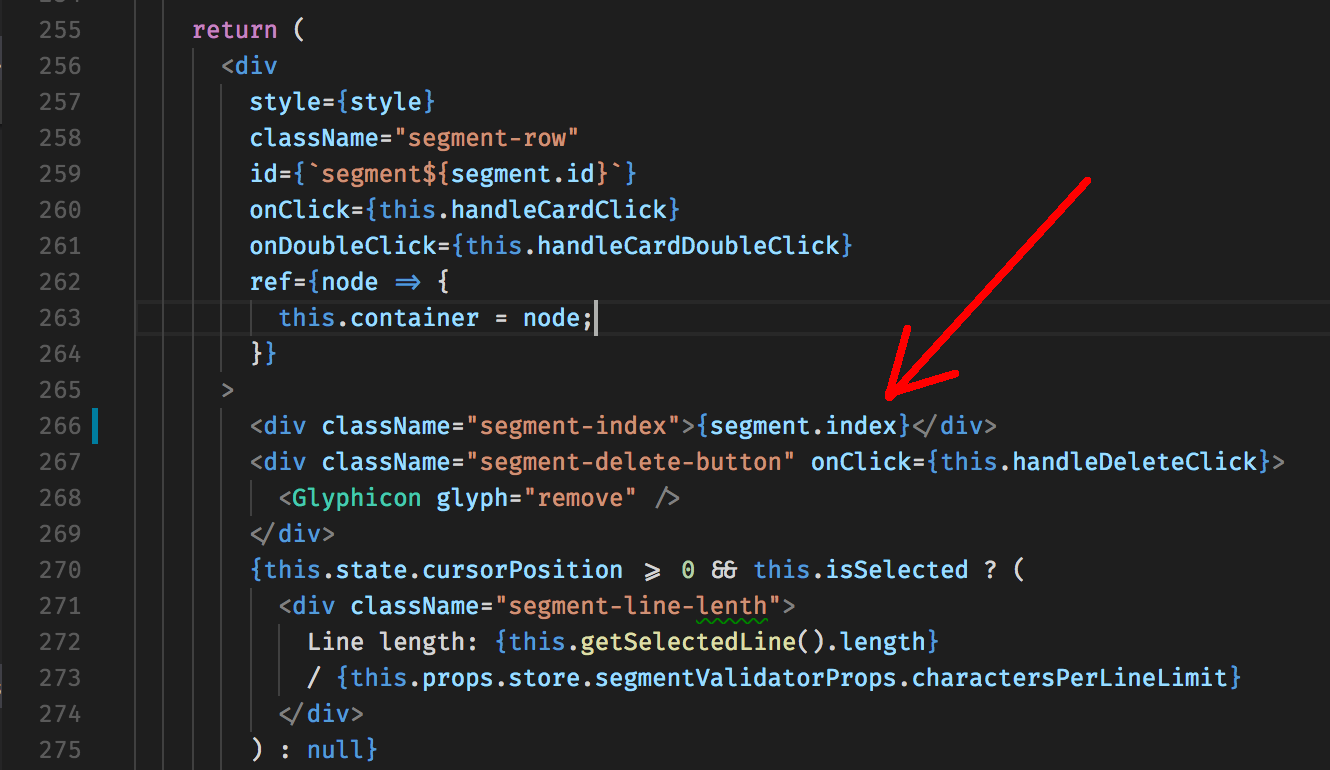 255 return (
256 <div
257 style={style}
258 className="segment-row"
259 id={`segment${segment.id}`}
260 onClick={this.handleCardClick}
261 onDoubleClick={this.handleCardDoubleClick}
262 ref={node => {
263 this.container = node;
264 }}
265 >
266 <div className="segment-index">{segment.index}</div>
267 <div className="segment-delete-button" onClick={this.handleDeleteClick}>
268 <Glyphicon glyph="remove" />
269 </div>
270 {this.state.cursorPosition >= 0 && this.isSelected ? (
271 <div className="segment-line-lenth">
272 Line length: {this.getSelectedLine().length}
273 / {this.props.store.segmentValidatorProps.charactersPerLineLimit}
274 </div>
275 ) : null}